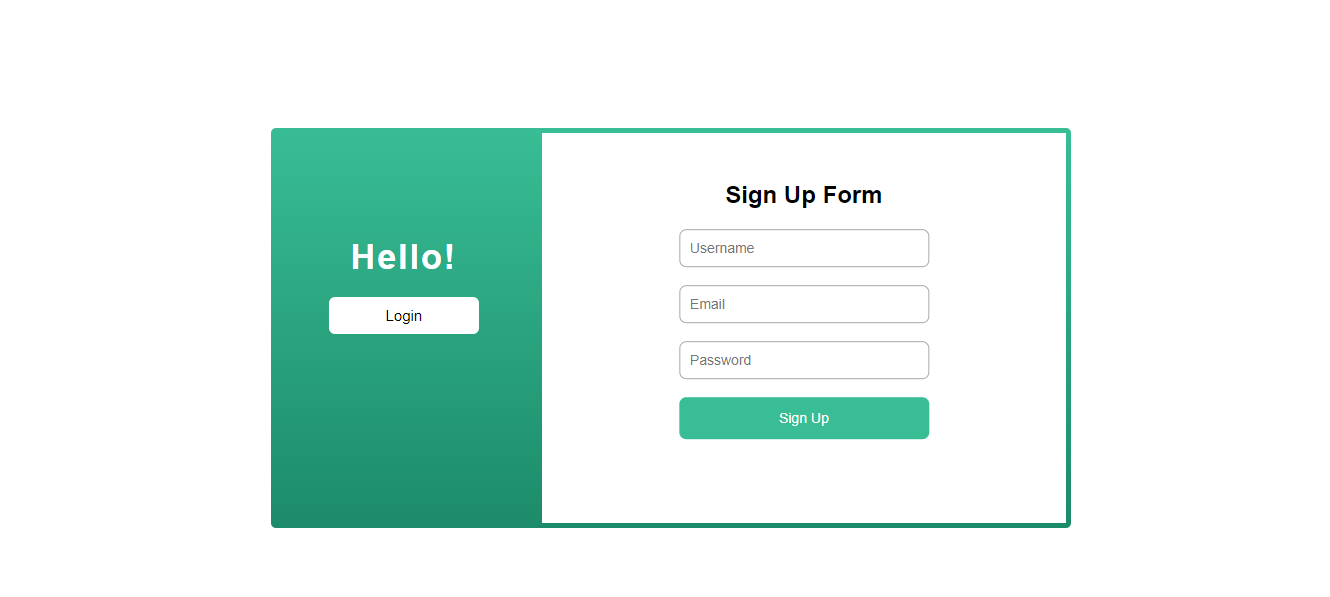 Hello!
Login
Sign Up Form
Username
Email
Password
Sign Up